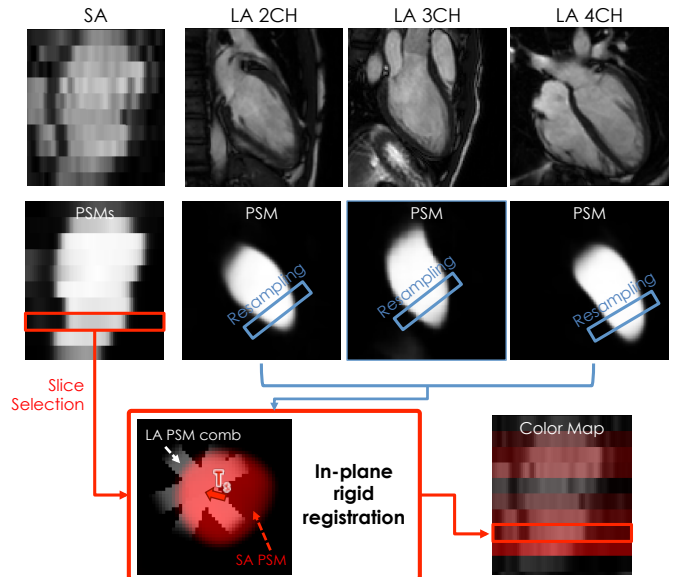 SA
LA 2CH
LA 3CH
LA 4CH
PSMs
PSM
PSM
PSM
Resampling
Resampling
Resampling
Slice
Selection
LA PSM comb
T8
SA PSM
In-plane
rigid
registration
Color Map